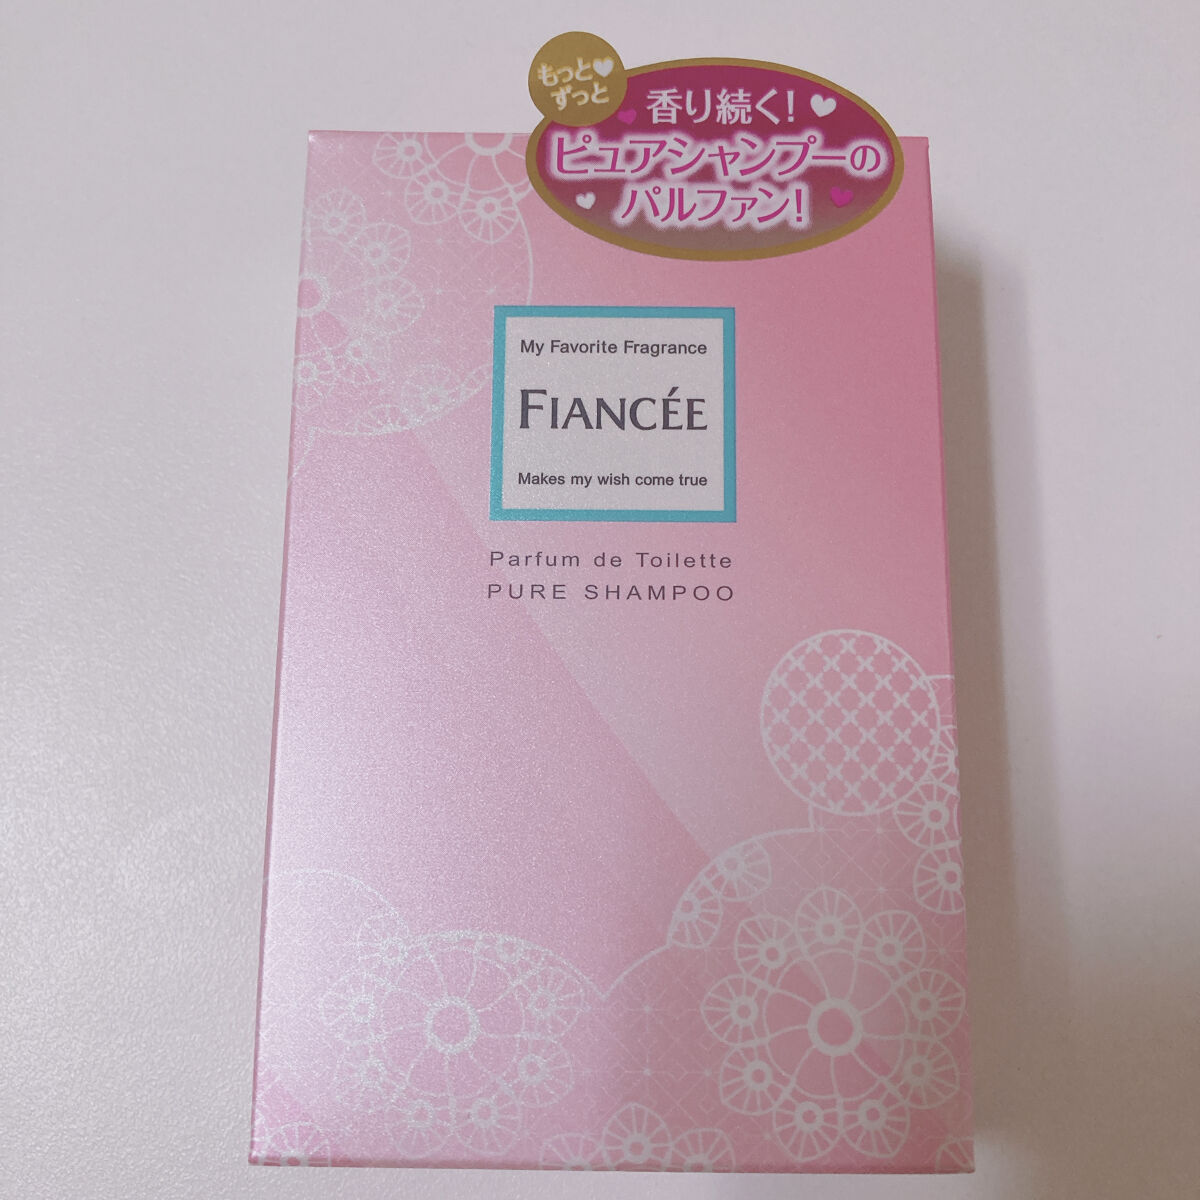 もっと
ずっと
香り続く!
ピュアシャンプーの
パルファン!
My Favorite Fragrance
FIANCÉE
Makes my wish come true
Parfum de Toilette
PURE SHAMPOO